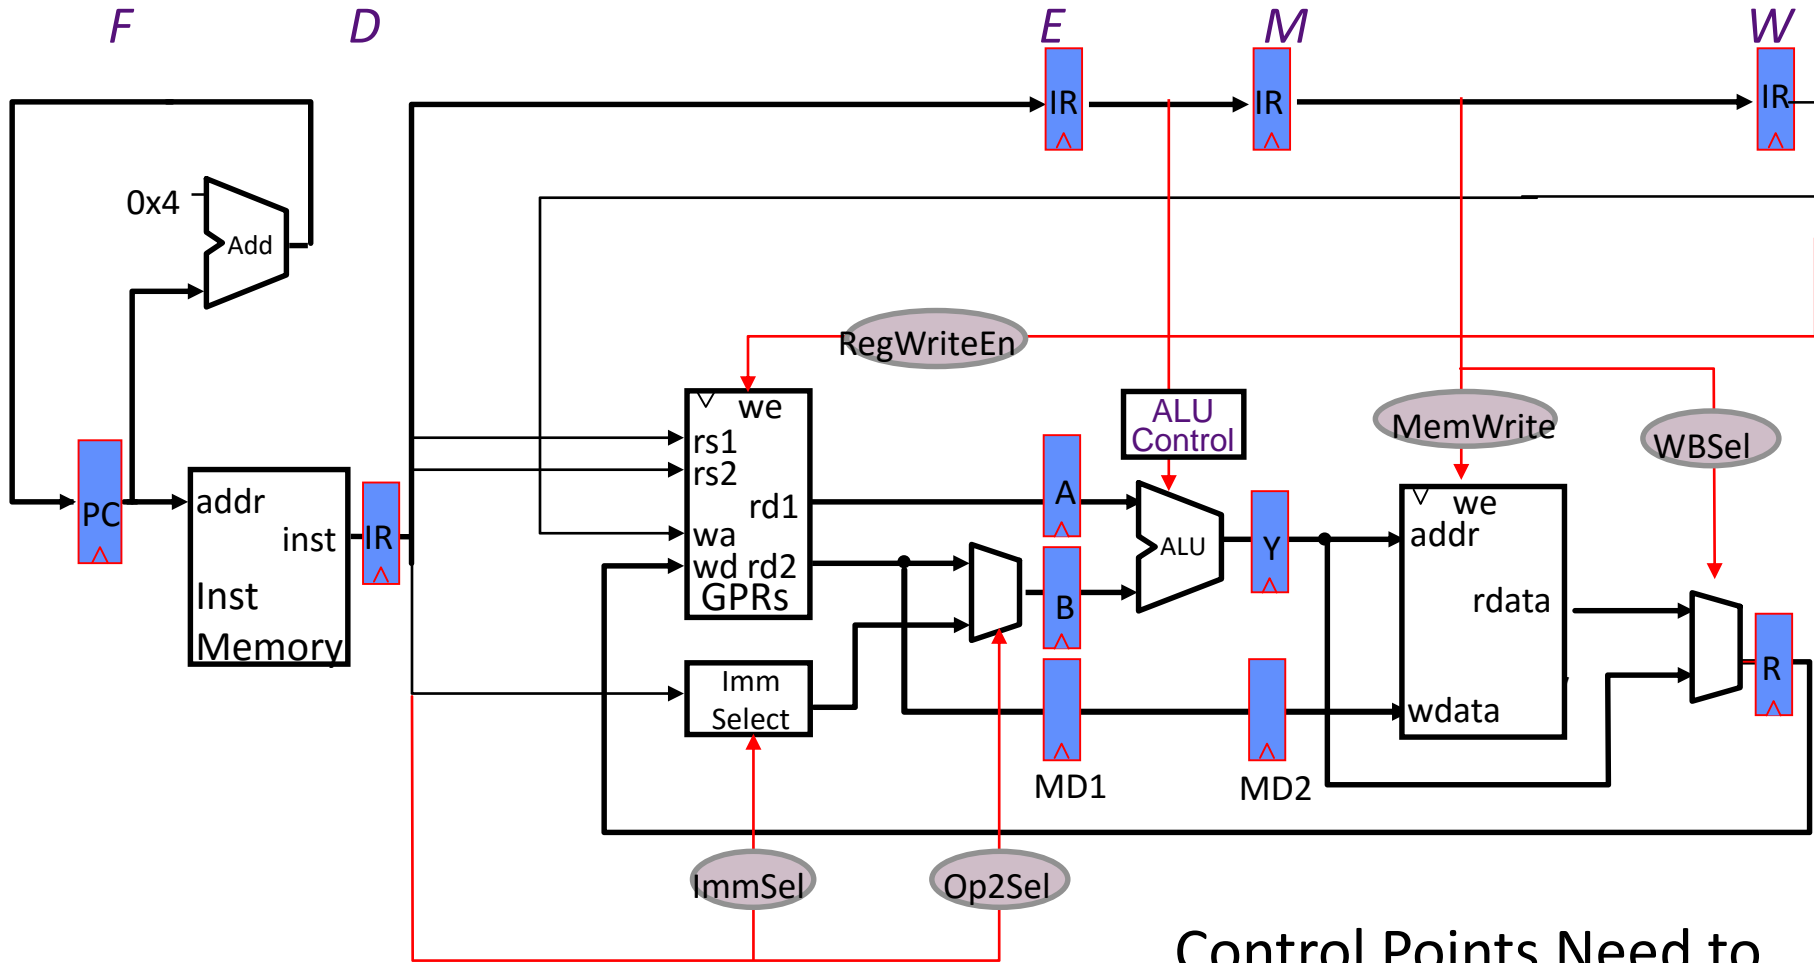 F
D
E
M
W
IR
IR
IR
0x4
Add
RegWriteEn
we
rs1
rs2
rd1
wa
wd rd2
GPRs
ALU
Control
MemWrite
WBSel
PC
addr
inst
Inst
Memory
IR
A
B
ALU
Y
we
addr
rdata
wdata
R
Imm
Select
MD1
MD2
ImmSel
Op2Sel
Control Points Need to